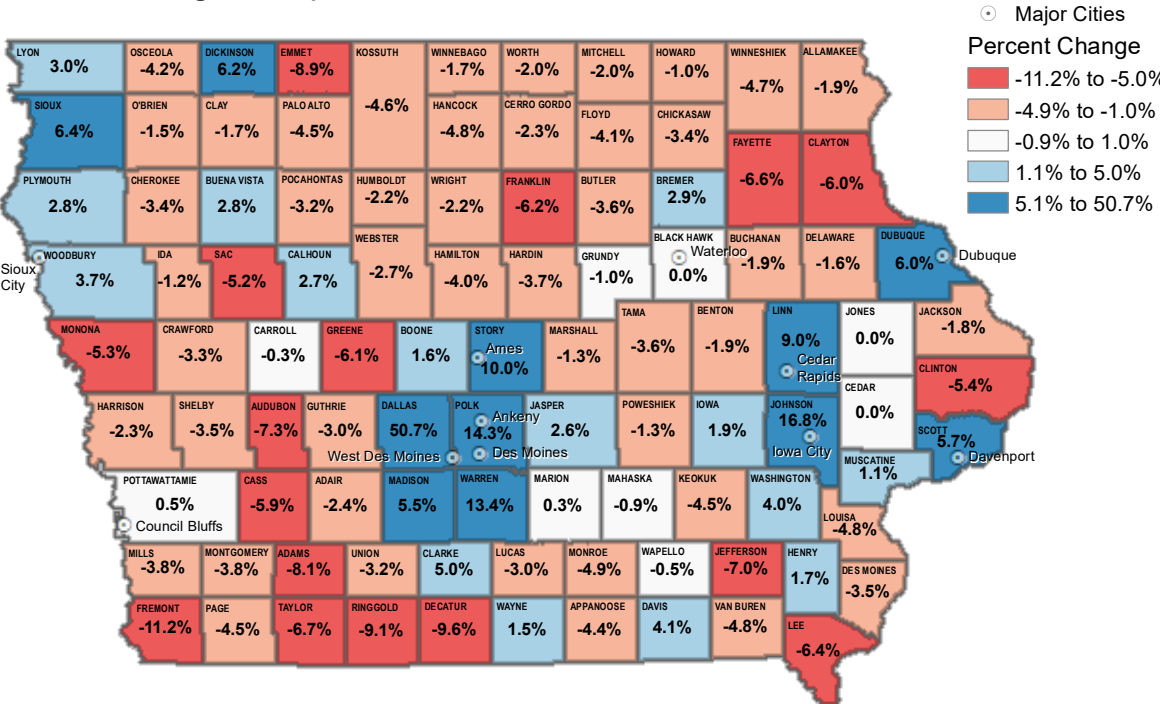 Major Cities
Percent Change
-11.2% to -5.0%
-4.9% to -1.0%
-0.9% to 1.0%
1.1% to 5.0%
5.1% to 50.7%
LYON
3.0%
OSCEOLA
-4.2%
DICKINSON
6.2%
EMMET
-8.9%
KOSSUTH
-4.6%
WINNEBAGO
-1.7%
WORTH
-2.0%
MITCHELL
-2.0%
HOWARD
-1.0%
WINNESHIEK
-4.7%
ALLAMAKEE
-1.9%
SIOUX
6.4%
O'BRIEN
-1.5%
CLAY
-1.7%
PALO ALTO
-4.5%
HANCOCK
-4.8%
CERRO GORDO
-2.3%
FLOYD
-4.1%
CHICKASAW
-3.4%
FAYETTE
-6.6%
CLAYTON
-6.0%
PLYMOUTH
2.8%
CHEROKEE
-3.4%
BUENA VISTA
2.8%
POCAHONTAS
-3.2%
HUMBOLDT
-2.2%
WRIGHT
-2.2%
FRANKLIN
-6.2%
BUTLER
-3.6%
BREMER
2.9%
Sioux
City
WOODBURY
3.7%
IDA
-1.2%
SAC
-5.2%
CALHOUN
2.7%
WEBSTER
-2.7%
HAMILTON
-4.0%
HARDIN
-3.7%
GRUNDY
-1.0%
BLACK HAWK
Waterloo
0.0%
BUCHANAN
-1.9%
DELAWARE
-1.6%
DUBUQUE
6.0%
Dubuque
MONONA
-5.3%
CRAWFORD
-3.3%
CARROLL
-0.3%
GREENE
-6.1%
BOONE
1.6%
STORY
Ames
10.0%
MARSHALL
-1.3%
TAMA
-3.6%
BENTON
-1.9%
LINN
9.0%
Cedar
Rapids
JONES
0.0%
JACKSON
-1.8%
CLINTON
-5.4%
CEDAR
0.0%
HARRISON
-2.3%
SHELBY
-3.5%
AUDUBON
-7.3%
GUTHRIE
-3.0%
DALLAS
50.7%
West Des Moines
POLK
Ankeny
14.3%
Des Moines
JASPER
2.6%
POWESHIEK
-1.3%
IOWA
1.9%
JOHNSON
16.8%
Iowa City
SCOTT
5.7%
Davenport
MUSCATINE
1.1%
POTTAWATTAMIE
0.5%
Council Bluffs
CASS
-5.9%
ADAIR
-2.4%
MADISON
5.5%
WARREN
13.4%
MARION
0.3%
MAHASKA
-0.9%
KEOKUK
-4.5%
WASHINGTON
4.0%
LOUISA
-4.8%
MILLS
-3.8%
MONTGOMERY
-3.8%
ADAMS
-8.1%
UNION
-3.2%
CLARKE
5.0%
LUCAS
-3.0%
MONROE
-4.9%
WAPELLO
-0.5%
JEFFERSON
-7.0%
HENRY
1.7%
DES MOINES
-3.5%
FREMONT
-11.2%
PAGE
-4.5%
TAYLOR
-6.7%
RINGGOLD
-9.1%
DECATUR
-9.6%
WAYNE
1.5%
APPANOOSE
-4.4%
DAVIS
4.1%
VAN BUREN
-4.8%
LEE
-6.4%